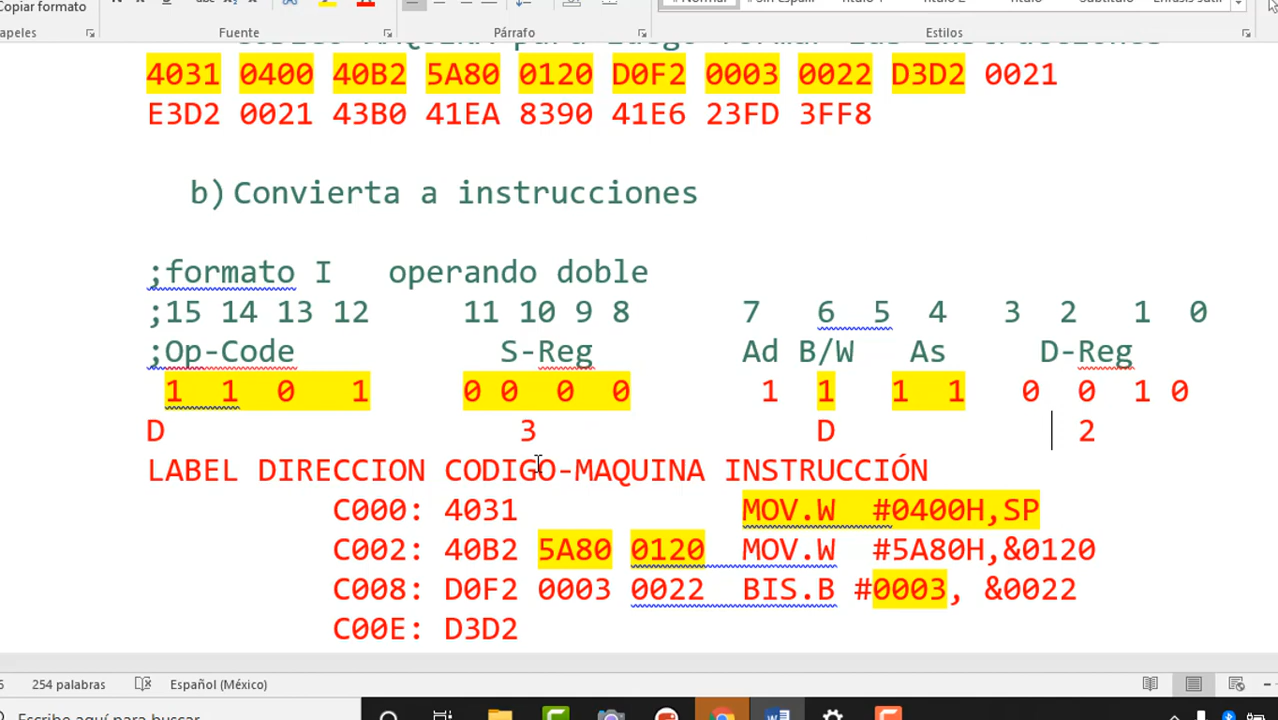 Copiar formato
apeles
Fuente
Párrafo
Estilos
4031 0400 40B2 5A80 0120 D0F2 0003 0022 D3D2 0021
E3D2 0021 43B0 41EA 8390 41E6 23FD 3FF8
b) Convierta a instrucciones
;formato I operando doble
;15 14 13 12 11 10 9 8 7 6 5 4 3 2 1 0
;Op-Code S-Reg Ad B/W As D-Reg
1 1 0 1 0 0 0 0 1 1 1 1 0 0 1 0
D 3 D 2
LABEL DIRECCION CODIGO-MAQUINA INSTRUCCIÓN
C000: 4031 MOV.W #0400H,SP
C002: 40B2 5A80 0120 MOV.W #5A80H,&0120
C008: D0F2 0003 0022 BIS.B #0003, &0022
C00E: D3D2
254 palabras Español (México)
Escribe aquí para buscar